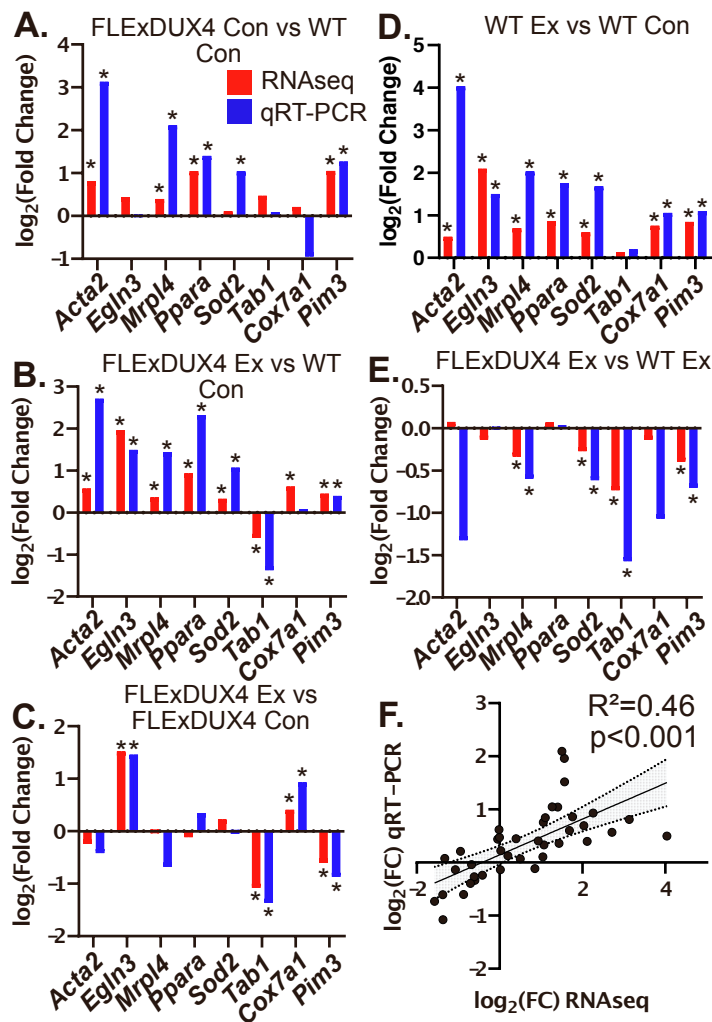 A.
FLExDUX4 Con vs WT
Con
log2(Fold Change)
4
3
2
1
0
−1
RNAseq
qRT-PCR
* * * * * * * * *
Acta2 Egln3 Mrpl4 Ppara Sod2 Tab1 Cox7a1 Pim3
B.
FLExDUX4 Ex vs WT
Con
log2(Fold Change)
3
2
1
0
−1
−2
* * * * * * * * * * * * * * *
Acta2 Egln3 Mrpl4 Ppara Sod2 Tab1 Cox7a1 Pim3
C.
FLExDUX4 Ex vs
FLExDUX4 Con
log2(Fold Change)
2
1
0
−1
−2
** * * * * * *
Acta2 Egln3 Mrpl4 Ppara Sod2 Tab1 Cox7a1 Pim3
D.
WT Ex vs WT Con
log2(Fold Change)
5
4
3
2
1
0
* * * * * * * * * * * * * *
Acta2 Egln3 Mrpl4 Ppara Sod2 Tab1 Cox7a1 Pim3
E.
FLExDUX4 Ex vs WT Ex
log2(Fold Change)
0.5
0.0
−0.5
−1.0
−1.5
−2.0
* * * * * * * *
Acta2 Egln3 Mrpl4 Ppara Sod2 Tab1 Cox7a1 Pim3
F.
R²=0.46
p<0.001
log2(FC) qRT−PCR
3
2
1
−2 2 4
−1
−2
log2(FC) RNAseq